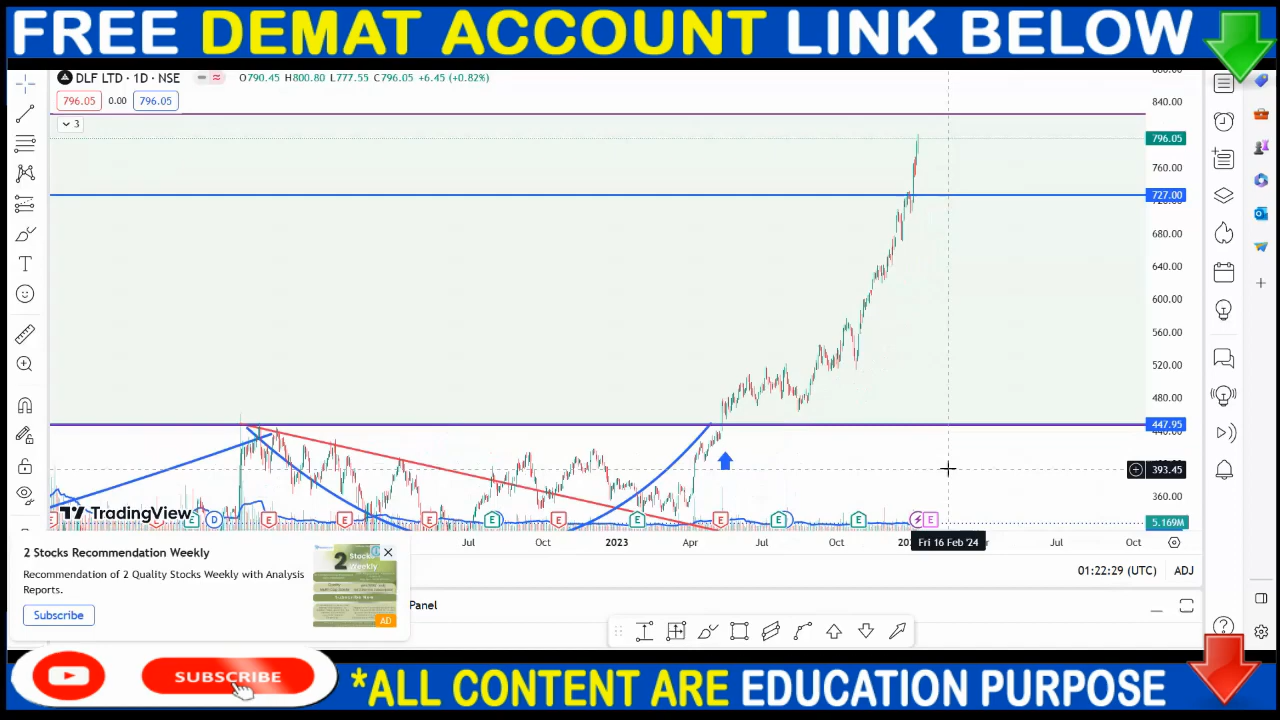 FREE DEMAT ACCOUNT LINK BELOW
DLF LTD · 1D · NSE
O790.45 H800.80 L777.55 C796.05 +6.45 (+0.82%)
796.05 0.00 796.05
3
840.00
796.05
760.00
727.00
680.00
640.00
600.00
560.00
520.00
480.00
447.95
393.45
360.00
5.169M
TradingView
E D E E E E E E E E E E
Jul Oct 2023 Apr Jul Oct Fri 16 Feb '24 Jul Oct
2 Stocks Recommendation Weekly
Recommendation of 2 Quality Stocks Weekly with Analysis
Reports.
Subscribe
2 Stocks
Weekly
AD
01:22:29 (UTC) ADJ
Panel
SUBSCRIBE
*ALL CONTENT ARE EDUCATION PURPOSE